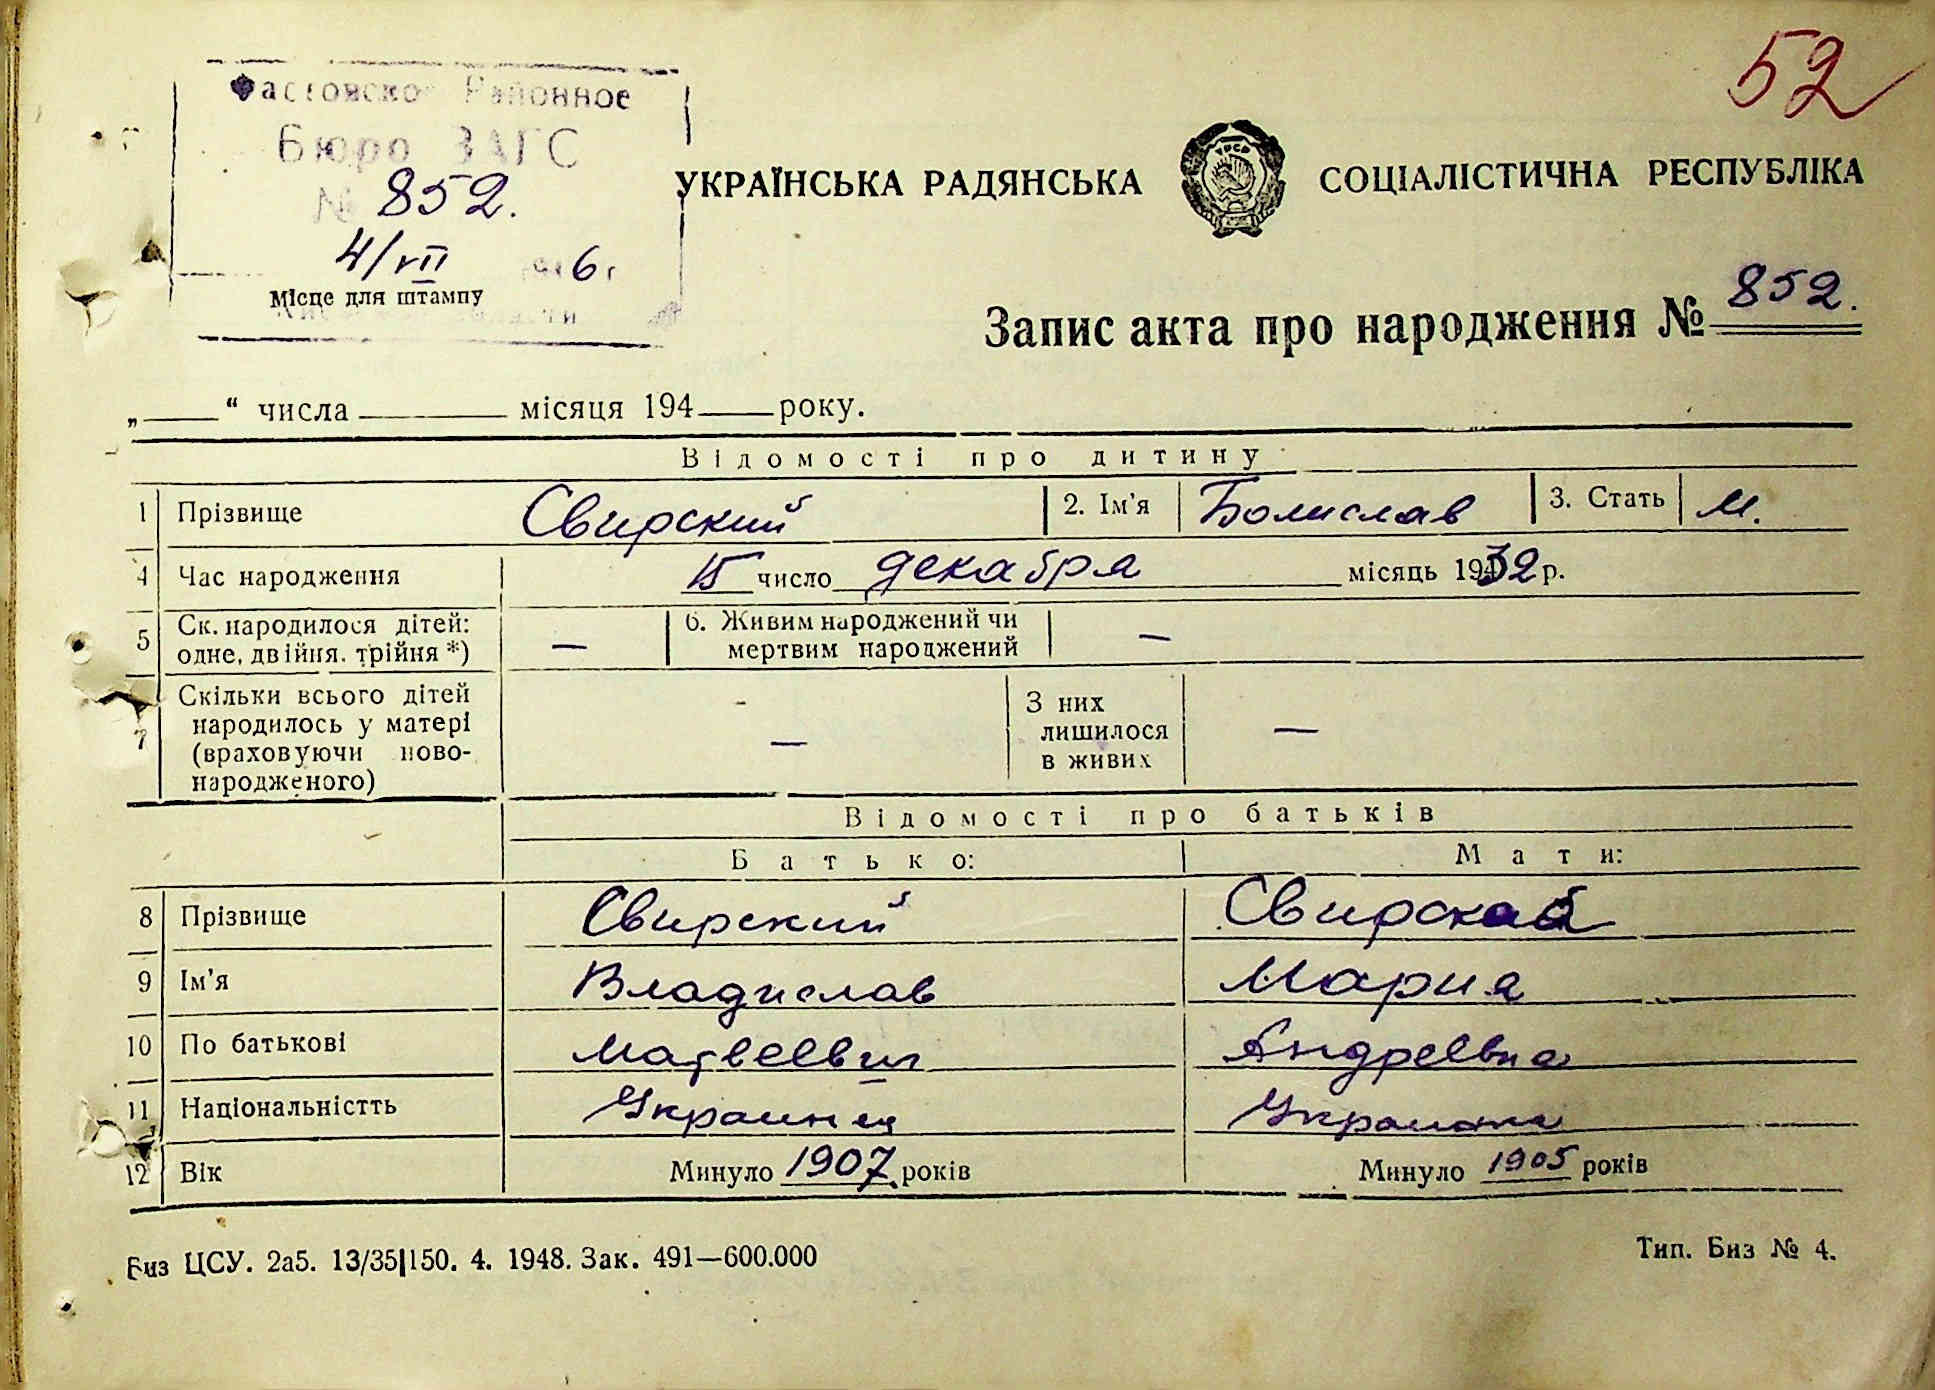 52
Фастовское Районное
Бюро ЗАГС
№ 852.
4/VII 6 г
Місце для штампу
УКРАЇНСЬКА РАДЯНСЬКА СОЦІАЛІСТИЧНА РЕСПУБЛІКА
Запис акта про народження № 852.
„ “ числа місяця 194 року.
Відомості про дитину
1 Прізвище Свирский 2. Ім'я Болислав 3. Стать М.
4 Час народження 15 число декабря місяць 1932 р.
5 Ск. народилося дітей: одне, двійня, трійня *) — 6. Живим народжений чи мертвим народжений —
7 Скільки всього дітей народилось у матері (враховуючи новонародженого) — З них лишилося в живих —
Відомості про батьків
Батько: Мати:
8 Прізвище Свирский Свирская
9 Ім'я Владислав Мария
10 По батькові Матвеевич Андреевна
11 Національністть Украинец Украинка
12 Вік Минуло 1907 років Минуло 1905 років
Биз ЦСУ. 2а5. 13/35|150. 4. 1948. Зак. 491—600.000 Тип. Биз № 4.